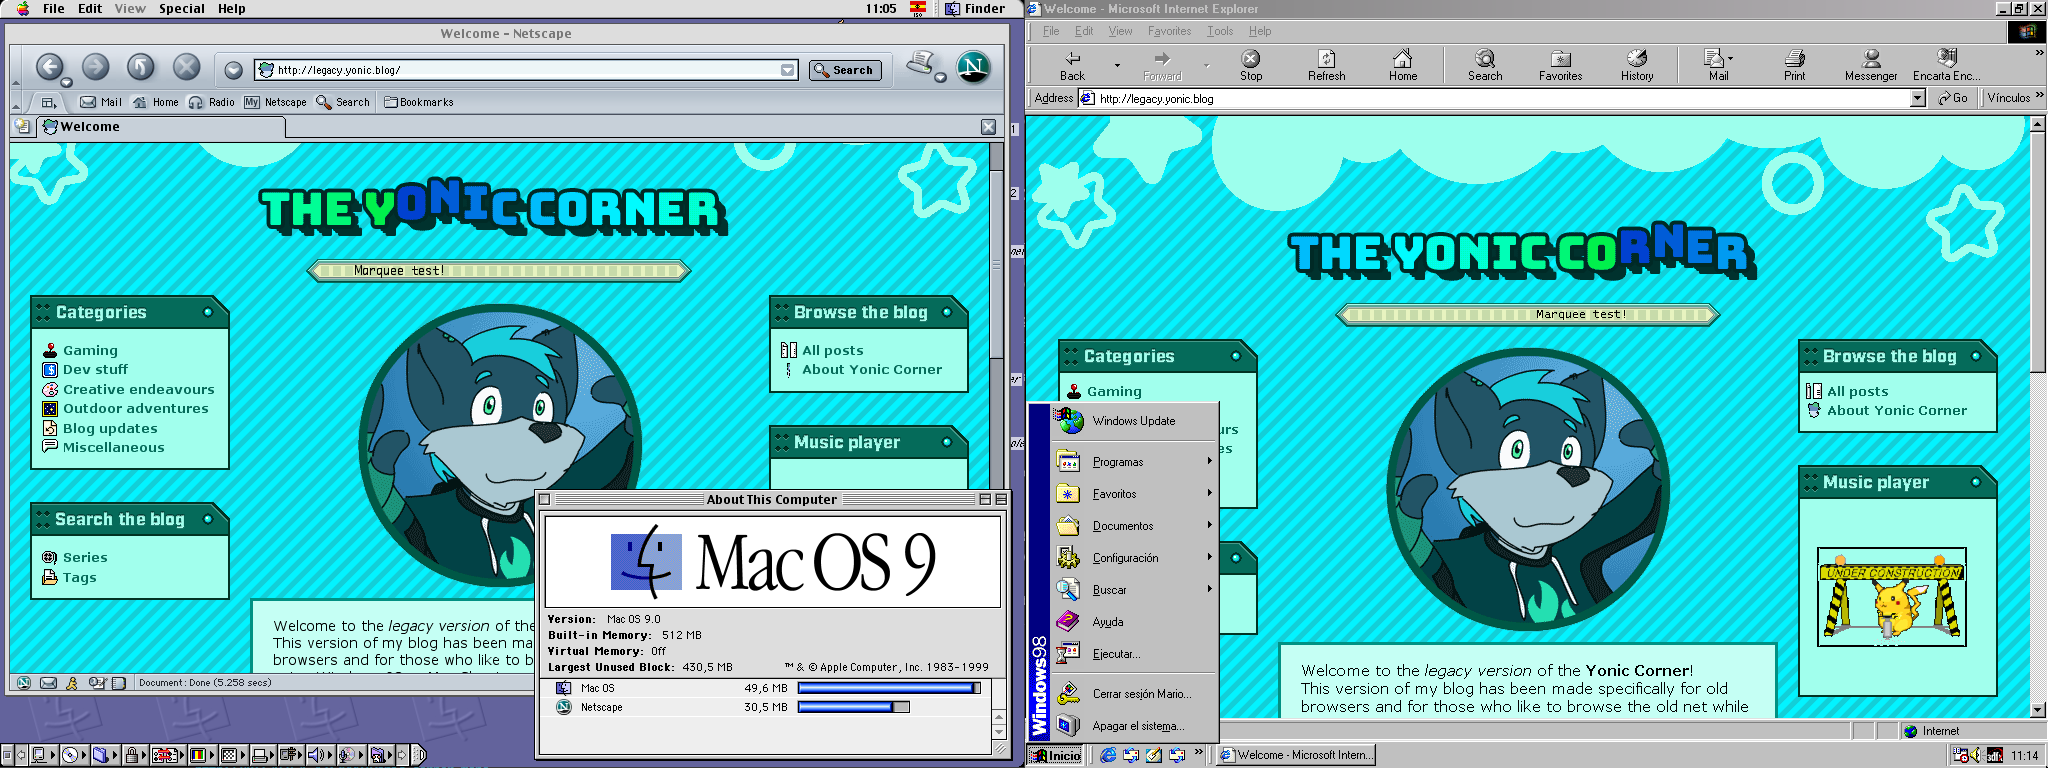 File Edit View Special Help
11:05
Finder
Welcome - Netscape
http://legacy.yonic.blog/
Search
Mail Home Radio My Netscape Search Bookmarks
Welcome
THE YONIC CORNER
Marquee test!
Categories
Gaming
Dev stuff
Creative endeavours
Outdoor adventures
Blog updates
Miscellaneous
Search the blog
Series
Tags
Browse the blog
All posts
About Yonic Corner
Music player
Welcome to the legacy version of the
This version of my blog has been ma
browsers and for those who like to b
Document: Done (5.258 secs)
About This Computer
Mac OS 9
Version: Mac OS 9.0
Built-in Memory: 512 MB
Virtual Memory: Off
Largest Unused Block: 430,5 MB
™ & © Apple Computer, Inc. 1983-1999
Mac OS 49,6 MB
Netscape 30,5 MB
Welcome - Microsoft Internet Explorer
File Edit View Favorites Tools Help
Back Forward Stop Refresh Home Search Favorites History Mail Print Messenger Encarta Enc...
Address http://legacy.yonic.blog Go Vínculos
THE YONIC CORNER
Marquee test!
Categories
Gaming
Browse the blog
All posts
About Yonic Corner
Music player
UNDER CONSTRUCTION
Welcome to the legacy version of the Yonic Corner!
This version of my blog has been made specifically for old
browsers and for those who like to browse the old net while
Windows98
Windows Update
Programas
Favoritos
Documentos
Configuración
Buscar
Ayuda
Ejecutar...
Cerrar sesión Mario...
Apagar el sistema...
Internet
Inicio
Welcome - Microsoft Intern...
11:14